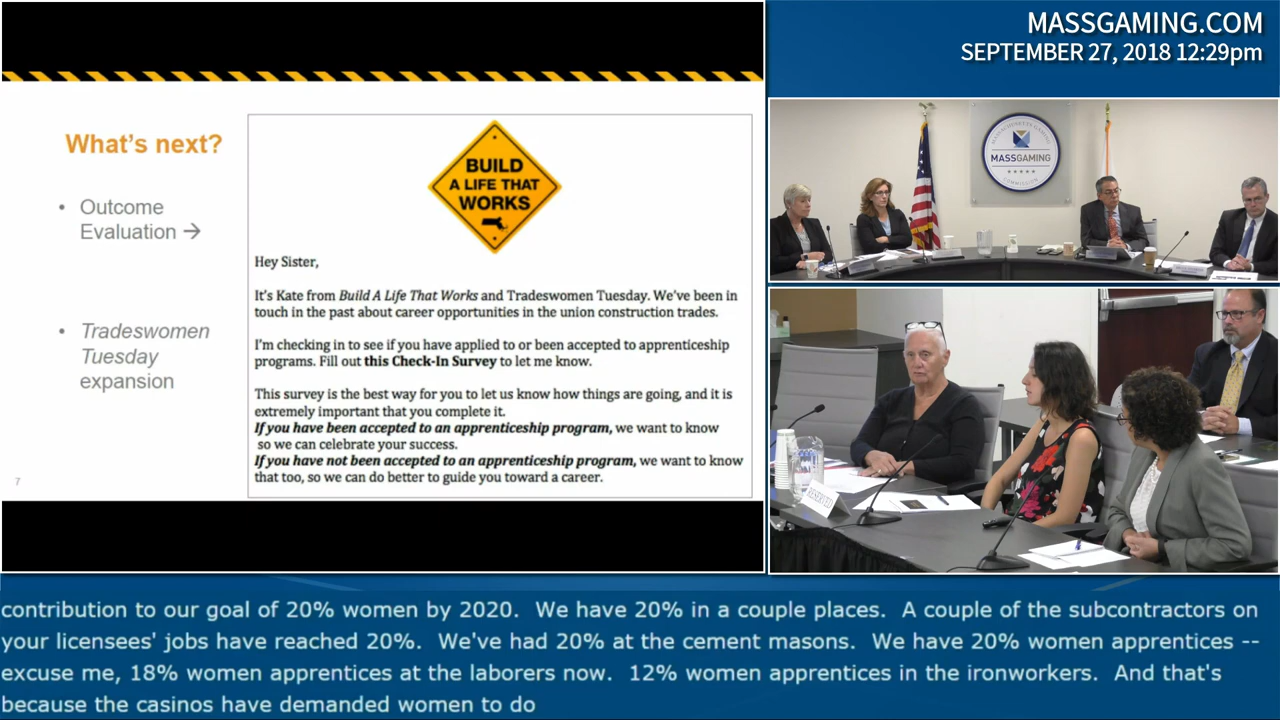 MASSGAMING.COM
SEPTEMBER 27, 2018 12:29pm
What's next?
• Outcome
Evaluation →
• Tradeswomen
Tuesday
expansion
7
BUILD
A LIFE THAT
WORKS
Hey Sister,
It's Kate from Build A Life That Works and Tradeswomen Tuesday. We've been in
touch in the past about career opportunities in the union construction trades.
I'm checking in to see if you have applied to or been accepted to apprenticeship
programs. Fill out this Check-In Survey to let me know.
This survey is the best way for you to let us know how things are going, and it is
extremely important that you complete it.
If you have been accepted to an apprenticeship program, we want to know
so we can celebrate your success.
If you have not been accepted to an apprenticeship program, we want to know
that too, so we can do better to guide you toward a career.
MASSACHUSETTS GAMING
MASSGAMING
COMMISSION
RESERVED
contribution to our goal of 20% women by 2020. We have 20% in a couple places. A couple of the subcontractors on
your licensees' jobs have reached 20%. We've had 20% at the cement masons. We have 20% women apprentices --
excuse me, 18% women apprentices at the laborers now. 12% women apprentices in the ironworkers. And that's
because the casinos have demanded women to do